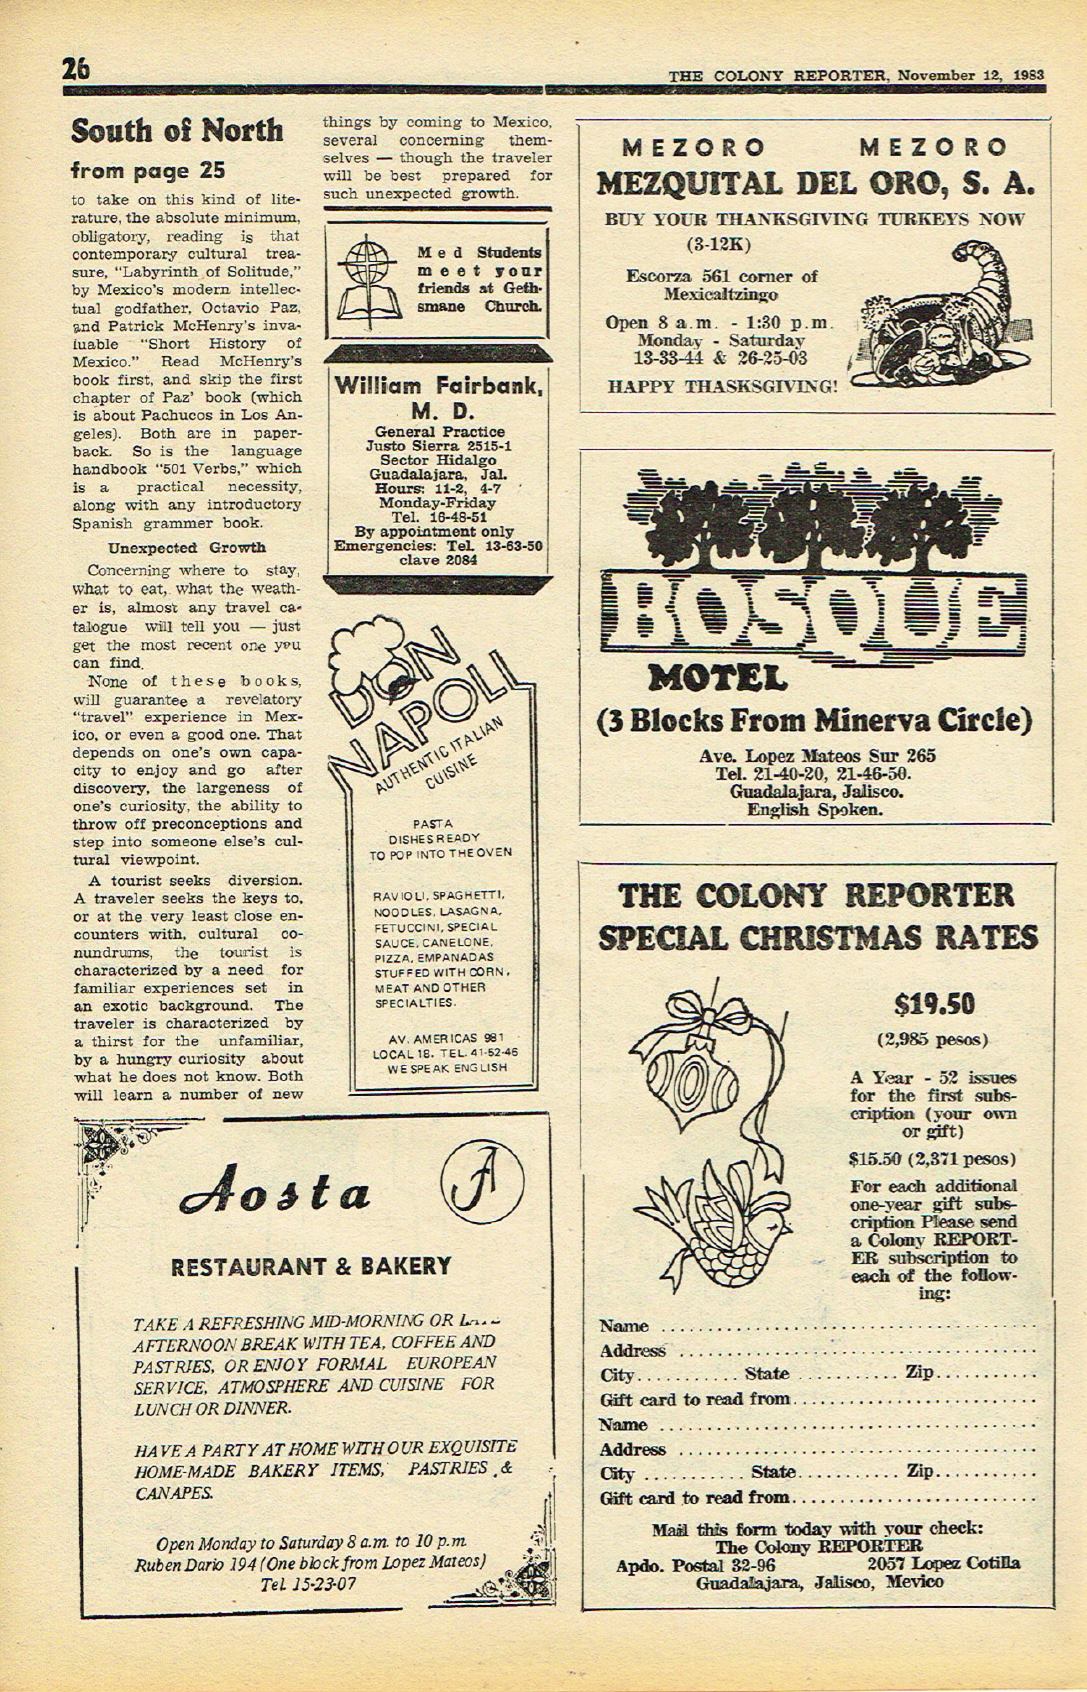 26
THE COLONY REPORTER, November 12, 1983
South of North
from page 25
to take on this kind of lite-
rature, the absolute minimum,
obligatory, reading is that
contemporary cultural trea-
sure, "Labyrinth of Solitude,"
by Mexico's modern intellec-
tual godfather, Octavio Paz,
and Patrick McHenry's inva-
luable "Short History of
Mexico." Read McHenry's
book first, and skip the first
chapter of Paz' book (which
is about Pachucos in Los An-
geles). Both are in paper-
back. So is the language
handbook "501 Verbs," which
is a practical necessity,
along with any introductory
Spanish grammer book.
Unexpected Growth
Concerning where to stay,
what to eat, what the weath-
er is, almost any travel ca-
talogue will tell you — just
get the most recent one you
can find.
None of these books,
will guarantee a revelatory
"travel" experience in Mex-
ico, or even a good one. That
depends on one's own capa-
city to enjoy and go after
discovery, the largeness of
one's curiosity, the ability to
throw off preconceptions and
step into someone else's cul-
tural viewpoint.
A tourist seeks diversion.
A traveler seeks the keys to,
or at the very least close en-
counters with, cultural co-
nundrums, the tourist is
characterized by a need for
familiar experiences set in
an exotic background. The
traveler is characterized by
a thirst for the unfamiliar,
by a hungry curiosity about
what he does not know. Both
will learn a number of new
things by coming to Mexico,
several concerning them-
selves — though the traveler
will be best prepared for
such unexpected growth.
Med Students
meet your
friends at Geth-
smane Church.
William Fairbank,
M. D.
General Practice
Justo Sierra 2515-1
Sector Hidalgo
Guadalajara, Jal.
Hours: 11-2, 4-7
Monday-Friday
Tel. 16-48-51
By appointment only
Emergencies: Tel. 13-63-50
clave 2084
DON
NAPOLI
AUTHENTIC ITALIAN
CUISINE
PASTA
DISHES READY
TO POP INTO THE OVEN
RAVIOLI, SPAGHETTI,
NOODLES, LASAGNA,
FETUCCINI, SPECIAL
SAUCE, CANELONE,
PIZZA, EMPANADAS
STUFFED WITH CORN,
MEAT AND OTHER
SPECIALTIES.
AV. AMERICAS 981
LOCAL 18. TEL. 41-52-46
WE SPEAK ENGLISH
Aosta
A
RESTAURANT & BAKERY
TAKE A REFRESHING MID-MORNING OR
AFTERNOON BREAK WITH TEA, COFFEE AND
PASTRIES, OR ENJOY FORMAL EUROPEAN
SERVICE, ATMOSPHERE AND CUISINE FOR
LUNCH OR DINNER.
HAVE A PARTY AT HOME WITH OUR EXQUISITE
HOME-MADE BAKERY ITEMS, PASTRIES, &
CANAPES.
Open Monday to Saturday 8 a.m. to 10 p.m.
Ruben Dario 194 (One block from Lopez Mateos)
Tel. 15-23-07
MEZORO MEZORO
MEZQUITAL DEL ORO, S. A.
BUY YOUR THANKSGIVING TURKEYS NOW
(3-12K)
Escorza 561 corner of
Mexicaltzingo
Open 8 a.m. - 1:30 p.m.
Monday - Saturday
13-33-44 & 26-25-03
HAPPY THASKSGIVING!
BOSQUE
MOTEL
(3 Blocks From Minerva Circle)
Ave. Lopez Mateos Sur 265
Tel. 21-40-20, 21-46-50.
Guadalajara, Jalisco.
English Spoken.
THE COLONY REPORTER
SPECIAL CHRISTMAS RATES
$19.50
(2,985 pesos)
A Year - 52 issues
for the first subs-
cription (your own
or gift)
$15.50 (2,371 pesos)
For each additional
one-year gift subs-
cription Please send
a Colony REPORT-
ER subscription to
each of the follow-
ing:
Name
Address
City State Zip
Gift card to read from
Name
Address
City State Zip
Gift card to read from
Mail this form today with your check:
The Colony REPORTER
Apdo. Postal 32-96 2057 Lopez Cotilla
Guadalajara, Jalisco, Mexico